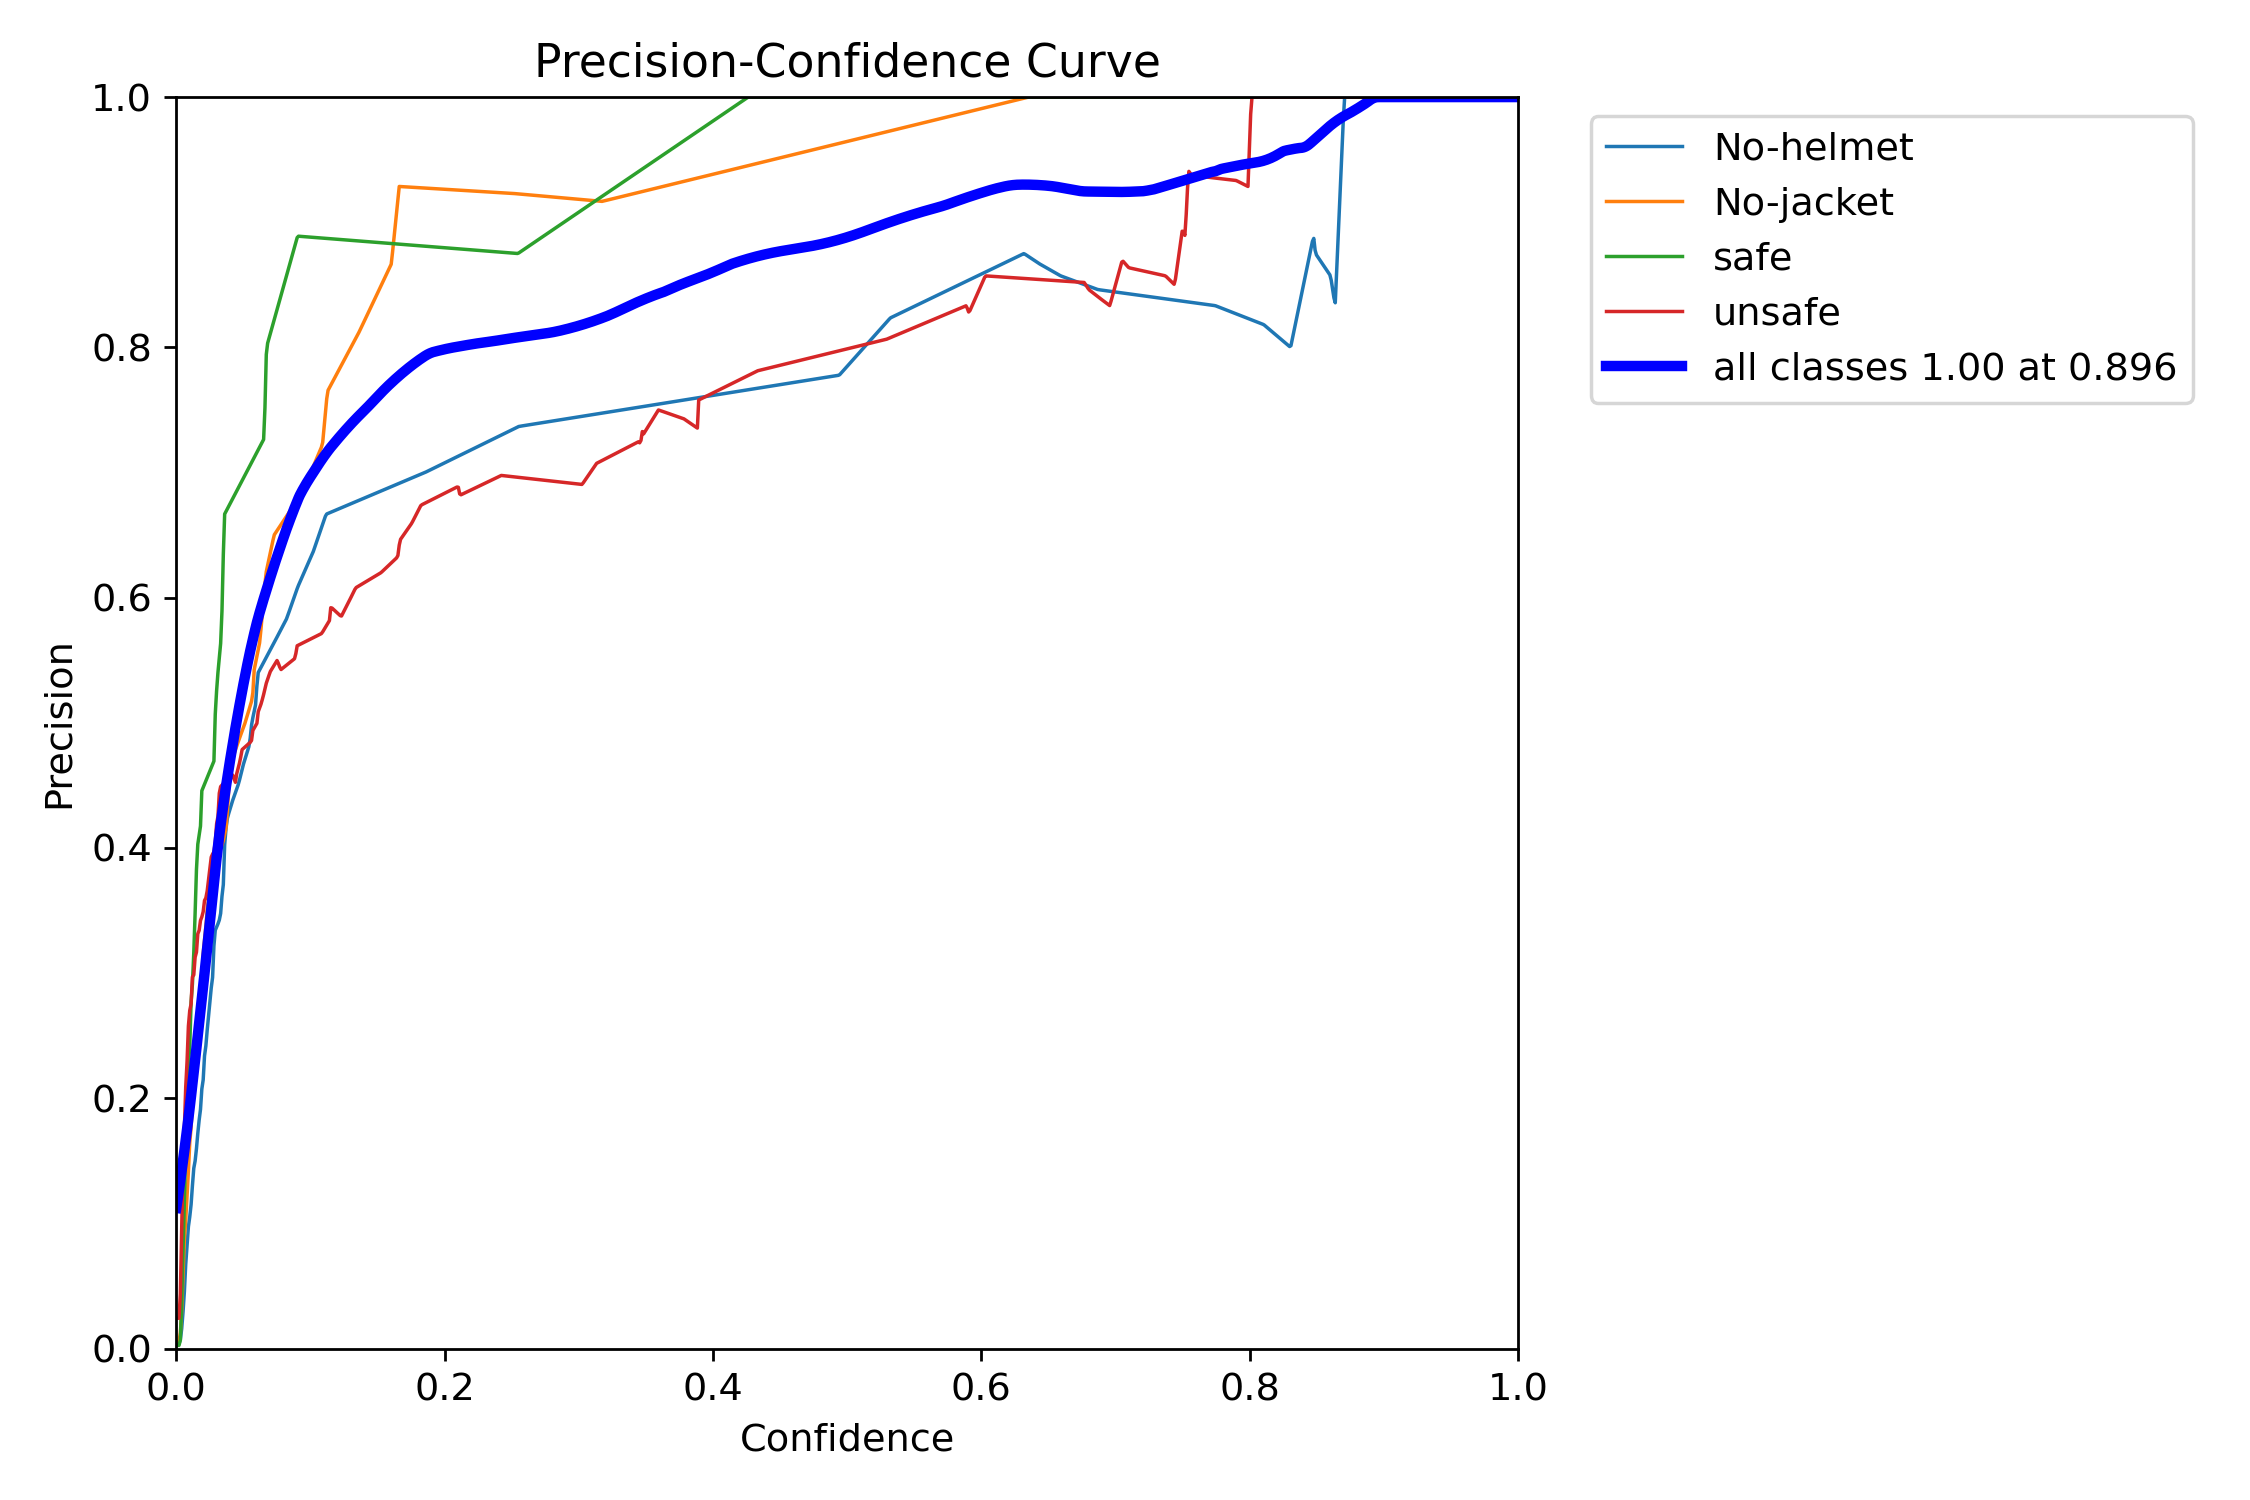 Precision-Confidence Curve
1.0
0.8
0.6
0.4
0.2
0.0
Precision
0.0 0.2 0.4 0.6 0.8 1.0
Confidence
No-helmet
No-jacket
safe
unsafe
all classes 1.00 at 0.896